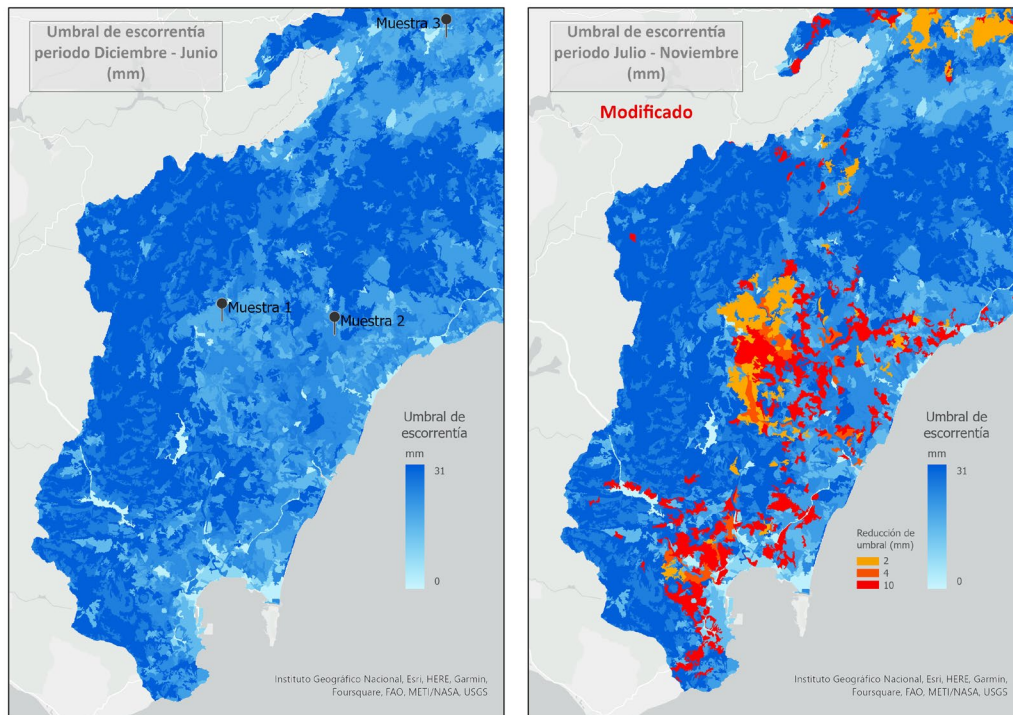 Umbral de escorrentía
periodo Diciembre - Junio
(mm)
Muestra 3
Muestra 1
Muestra 2
Umbral de
escorrentía
mm
31
0
Instituto Geográfico Nacional, Esri, HERE, Garmin,
Foursquare, FAO, METI/NASA, USGS
Umbral de escorrentía
periodo Julio - Noviembre
(mm)
Modificado
Umbral de
escorrentía
mm
31
0
Reducción de
umbral (mm)
2
4
10
Instituto Geográfico Nacional, Esri, HERE, Garmin,
Foursquare, FAO, METI/NASA, USGS